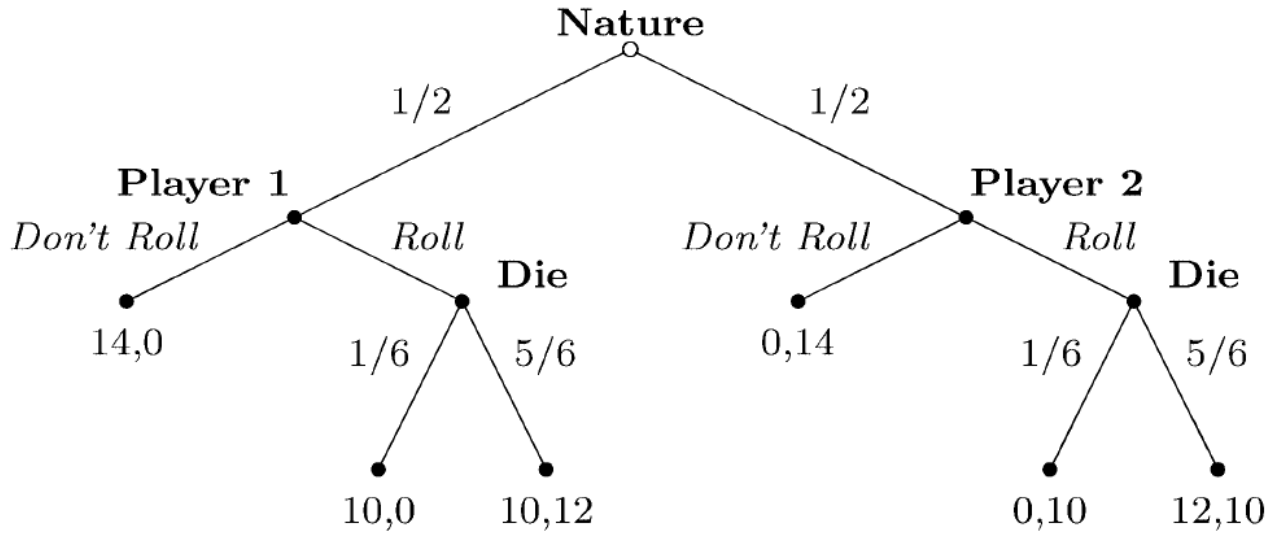 Nature
1/2 1/2
Player 1 Player 2
Don't Roll Roll Don't Roll Roll
Die Die
14,0 1/6 5/6 0,14 1/6 5/6
10,0 10,12 0,10 12,10